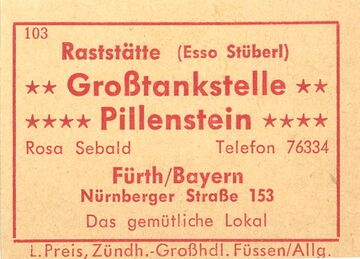 103
Raststätte (Esso Stüberl)
★★ Großtankstelle ★★
★★★★ Pillenstein ★★★★
Rosa Sebald Telefon 76334
Fürth/Bayern
Nürnberger Straße 153
Das gemütliche Lokal
L. Preis, Zündh.-Großhdl. Füssen/Allg.